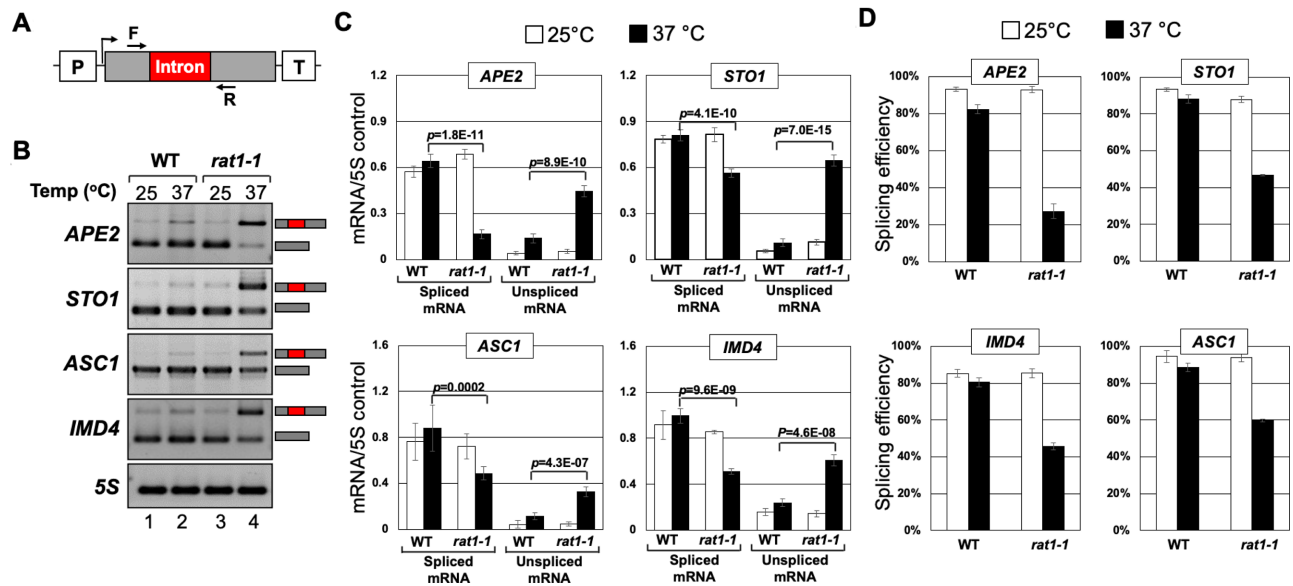 A
P
F
Intron
R
T
B
WT
rat1-1
Temp (°C) 25 37 25 37
APE2
STO1
ASC1
IMD4
5S
1 2 3 4
C
25°C
37 °C
mRNA/5S control
APE2
1.2
0.9
0.6
0.3
0
p=1.8E-11
p=8.9E-10
WT rat1-1 WT rat1-1
Spliced
mRNA
Unspliced
mRNA
STO1
1.2
0.9
0.6
0.3
0
p=4.1E-10
p=7.0E-15
WT rat1-1 WT rat1-1
Spliced
mRNA
Unspliced
mRNA
mRNA/5S control
ASC1
1.6
1.2
0.8
0.4
0
p=0.0002
p=4.3E-07
WT rat1-1 WT rat1-1
Spliced
mRNA
Unspliced
mRNA
IMD4
1.6
1.2
0.8
0.4
0
p=9.6E-09
P=4.6E-08
WT rat1-1 WT rat1-1
Spliced
mRNA
Unspliced
mRNA
D
25°C
37 °C
Splicing efficiency
APE2
100%
80%
60%
40%
20%
0%
WT rat1-1
STO1
100%
80%
60%
40%
20%
0%
WT rat1-1
Splicing efficiency
IMD4
100%
80%
60%
40%
20%
0%
WT rat1-1
ASC1
100%
80%
60%
40%
20%
0%
WT rat1-1